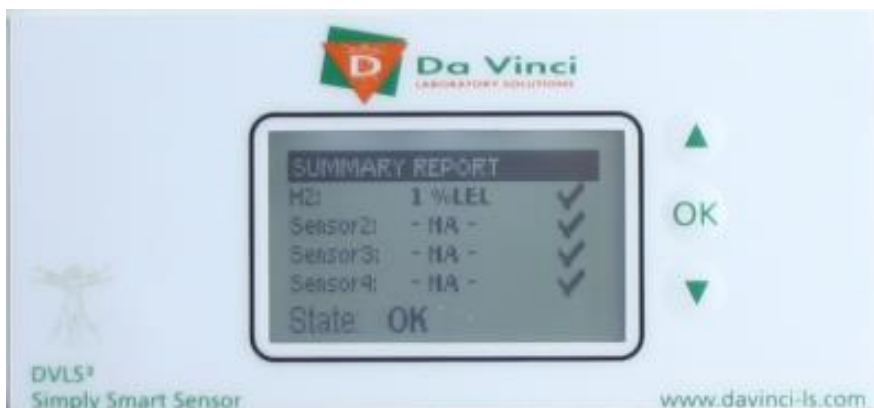 D
Da Vinci
LABORATORY SOLUTIONS
SUMMARY REPORT
H2: 1 %LEL
Sensor2: - NA -
Sensor3: - NA -
Sensor4: - NA -
State: OK
OK
DVLS³
Simply Smart Sensor
www.davinci-ls.com